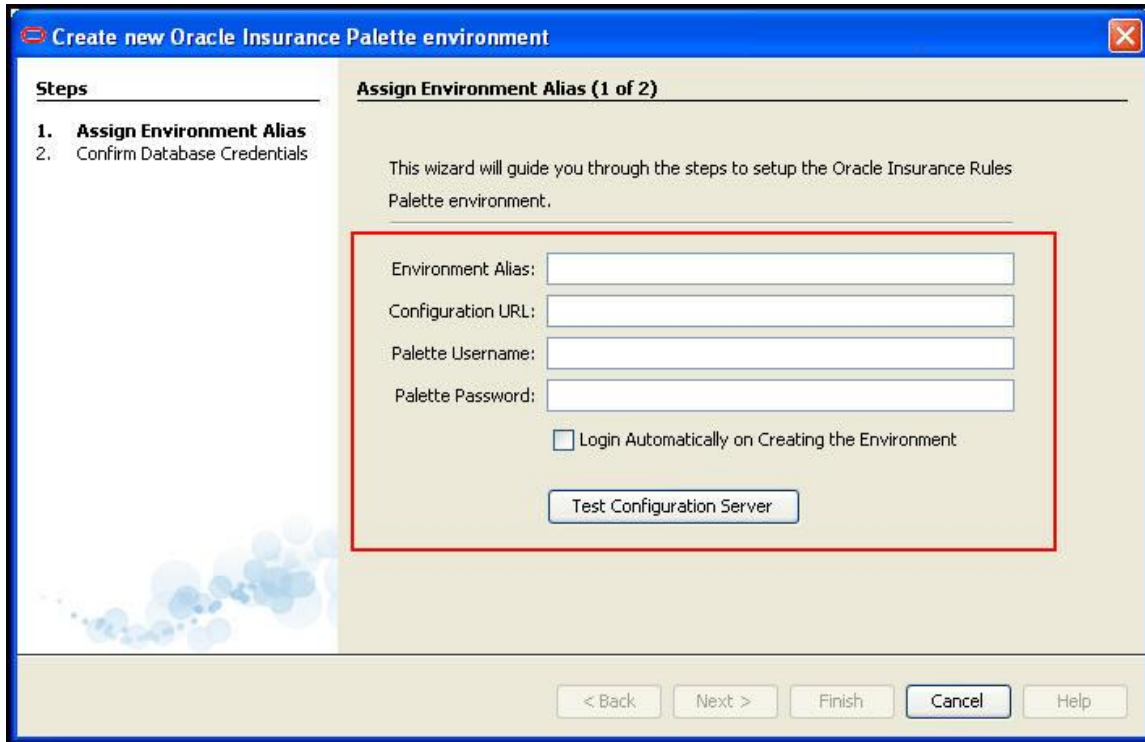 Create new Oracle Insurance Palette environment
Steps
1. Assign Environment Alias
2. Confirm Database Credentials
Assign Environment Alias (1 of 2)
This wizard will guide you through the steps to setup the Oracle Insurance Rules
Palette environment.
Environment Alias:
Configuration URL:
Palette Username:
Palette Password:
Login Automatically on Creating the Environment
Test Configuration Server
< Back Next > Finish Cancel Help